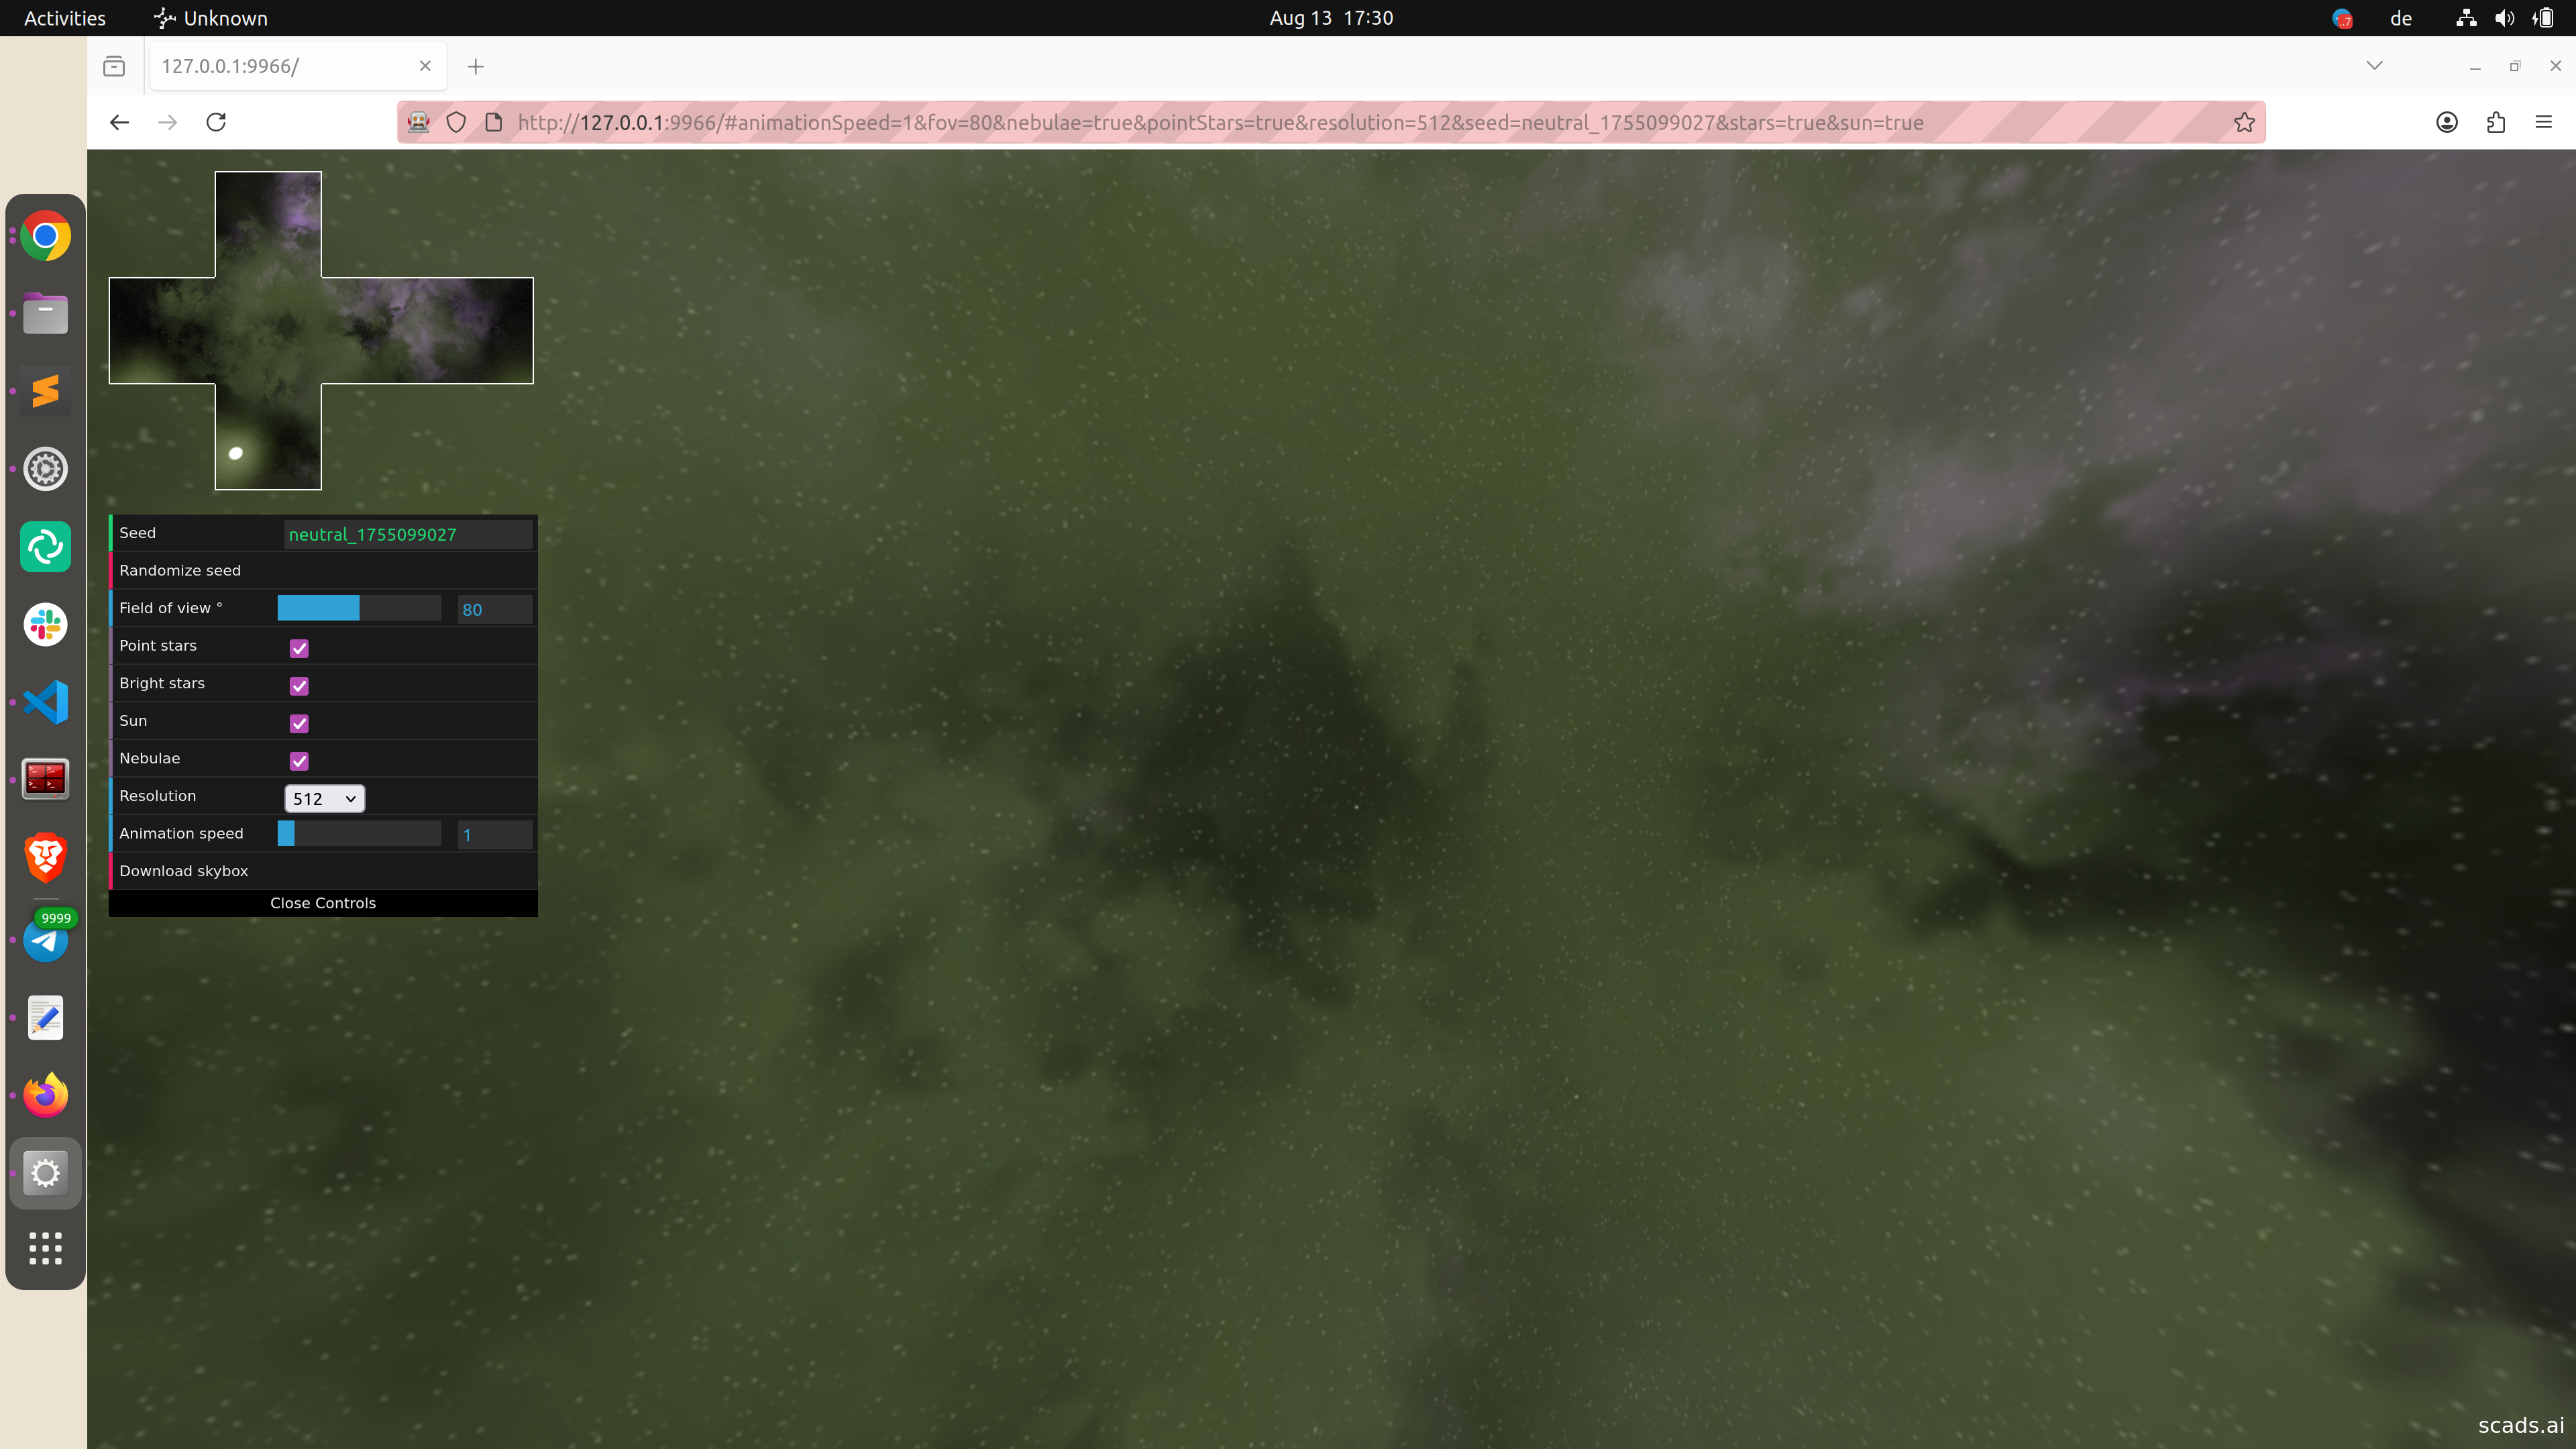 Activities
Unknown
Aug 13 17:30
de
127.0.0.1:9966/
http://127.0.0.1:9966/#animationSpeed=1&fov=80&nebulae=true&pointStars=true&resolution=512&seed=neutral_1755099027&stars=true&sun=true
Seed neutral_1755099027
Randomize seed
Field of view ° 80
Point stars
Bright stars
Sun
Nebulae
Resolution 512
Animation speed 1
Download skybox
Close Controls
9999
scads.ai